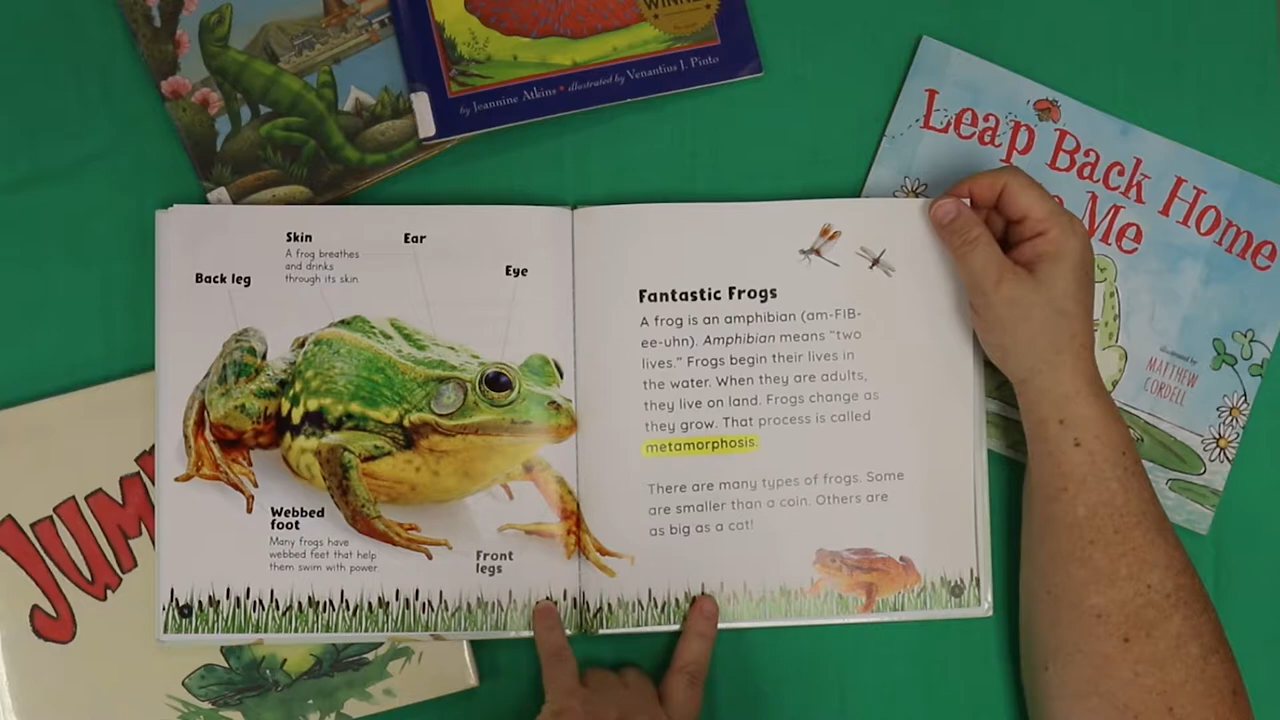 WINNER
by Jeannine Atkins • illustrated by Venantius J. Pinto
Leap Back Home
Me
illustrated by
MATTHEW
CORDELL
JUM
Skin
A frog breathes
and drinks
through its skin.
Ear
Back leg
Eye
Webbed
foot
Many frogs have
webbed feet that help
them swim with power.
Front
legs
Fantastic Frogs
A frog is an amphibian (am-FIB-
ee-uhn). Amphibian means “two
lives.” Frogs begin their lives in
the water. When they are adults,
they live on land. Frogs change as
they grow. That process is called
metamorphosis.
There are many types of frogs. Some
are smaller than a coin. Others are
as big as a cat!